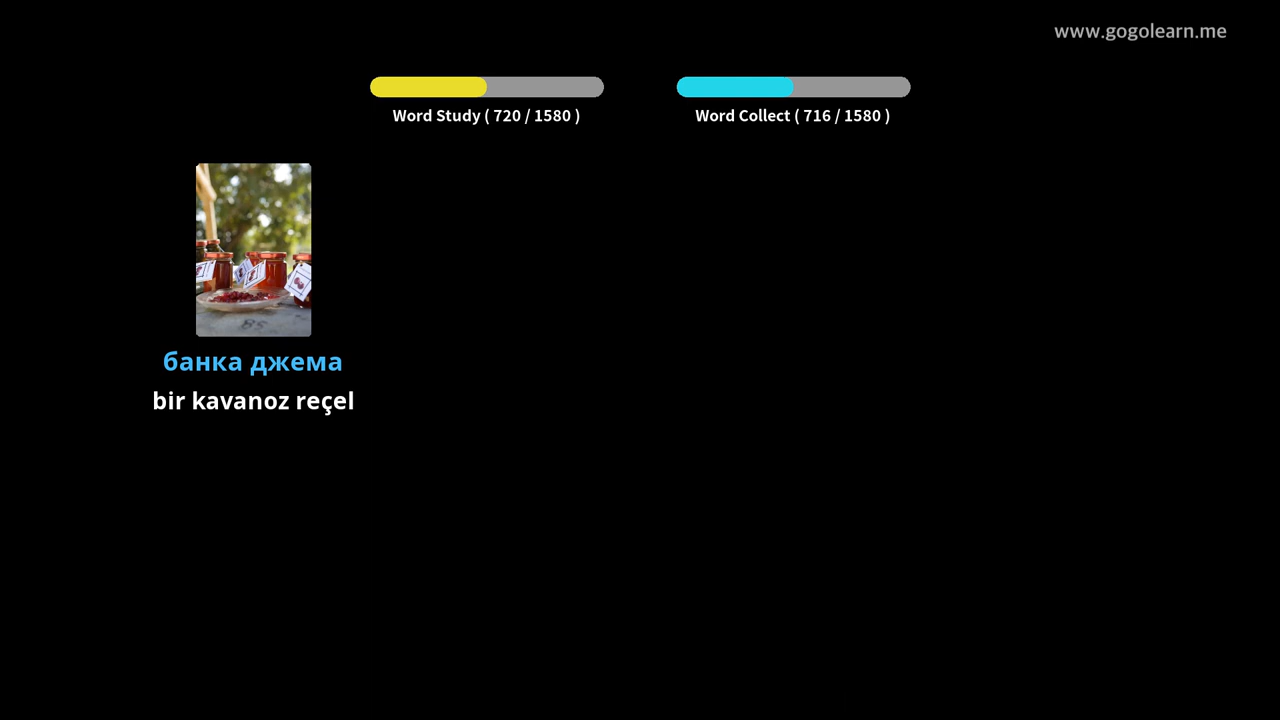 www.gogolearn.me
Word Study ( 720 / 1580 )
Word Collect ( 716 / 1580 )
банка джема
bir kavanoz reçel